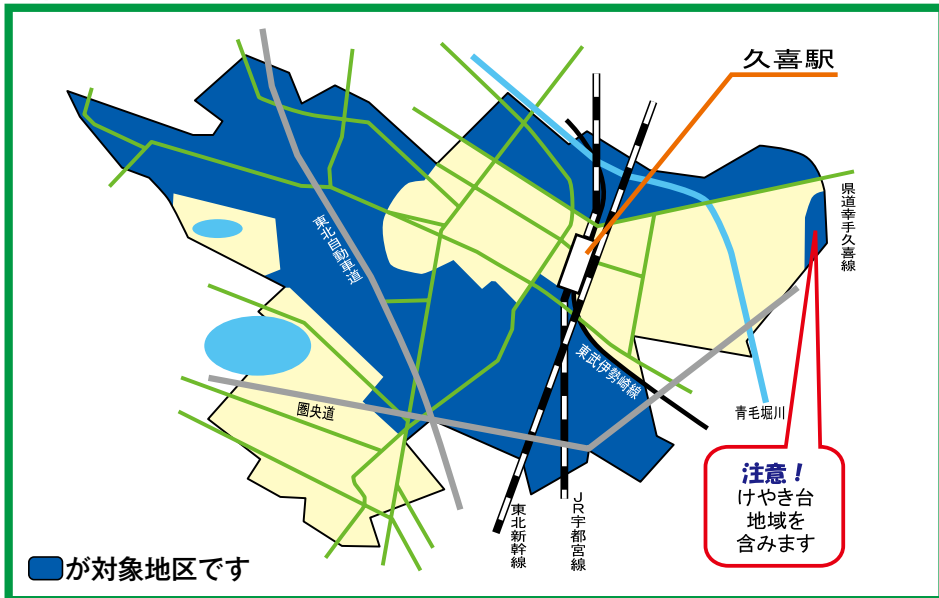 久喜駅
県道幸手久喜線
東北自動車道
東武伊勢崎線
圏央道
青毛堀川
注意！
けやき台
地域を
含みます
東北新幹線
JR宇都宮線
が対象地区です